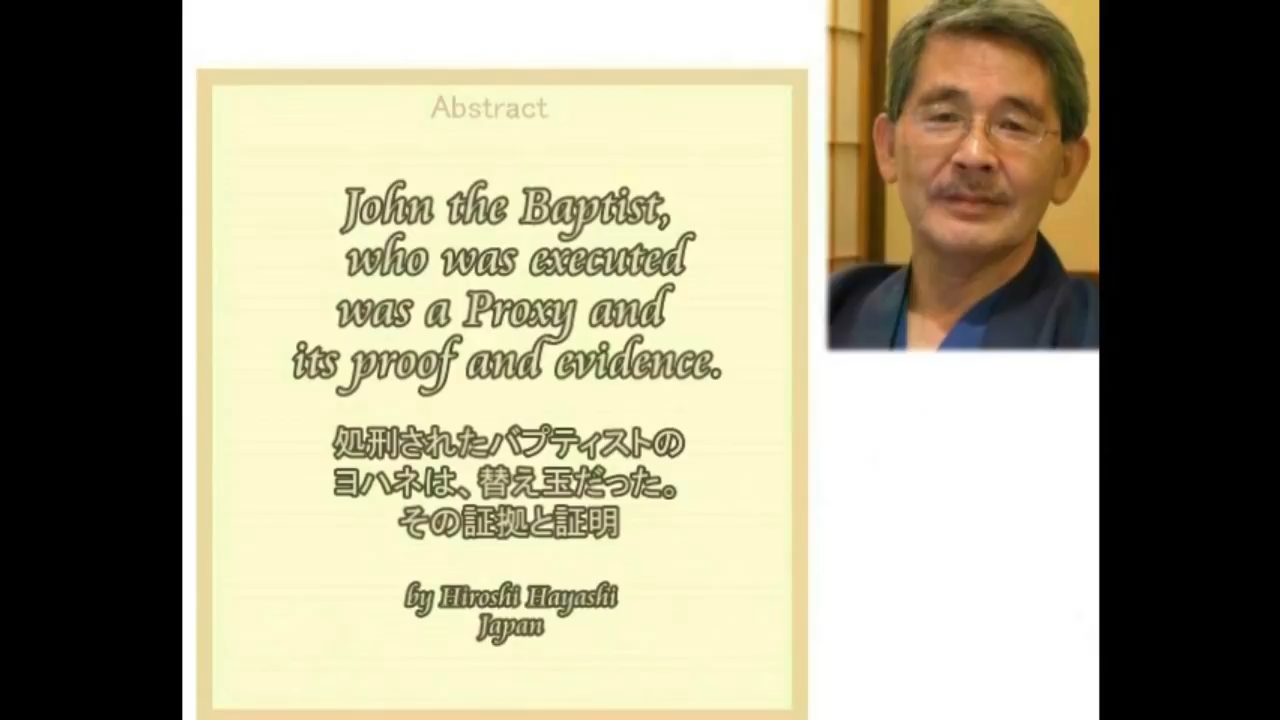 Abstract
John the Baptist,
who was executed
was a Proxy and
its proof and evidence.
処刑されたバプティストの
ヨハネは、替え玉だった。
その証拠と証明
by Hiroshi Hayashi
Japan